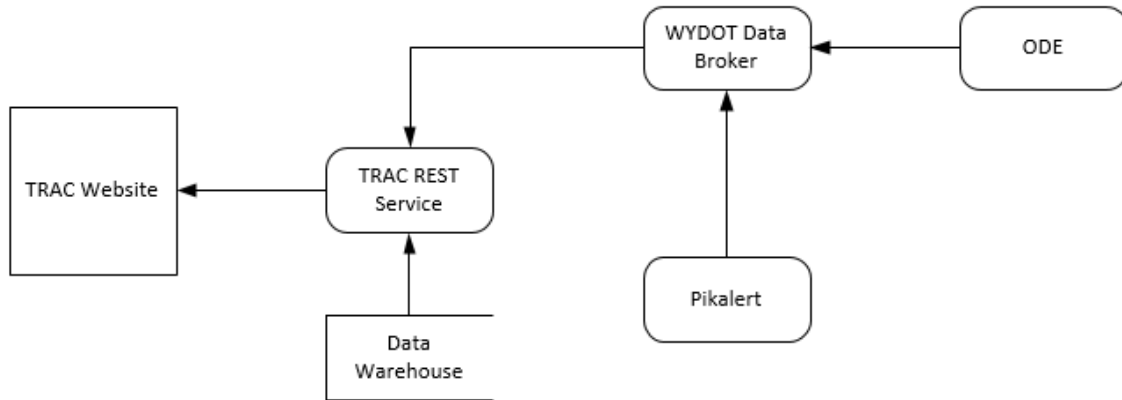 WYDOT Data
Broker
ODE
TRAC Website
TRAC REST
Service
Pikalert
Data
Warehouse